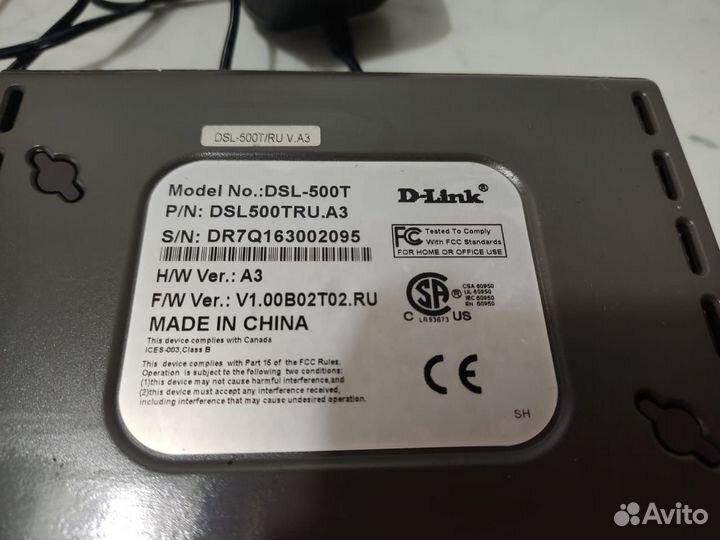 DSL-500T/RU V.A3
Model No.:DSL-500T
D-Link®
P/N: DSL500TRU.A3
S/N: DR7Q163002095
FC Tested To Comply
With FCC Standards
FOR HOME OR OFFICE USE
H/W Ver.: A3
F/W Ver.: V1.00B02T02.RU
MADE IN CHINA
CSA 60950
UL 60950
IEC 60950
EN 60950
SA ®
C LR93673 US
This device complies with Canada
ICES-003,Class B
This device complies with Part 15 of the FCC Rules.
Operation is subject to the following two conditions:
(1)this device may not cause harmful interference,and
(2)this device must accept any interference received,
including interference that may cause undesired operation.
CE
SH
Avito